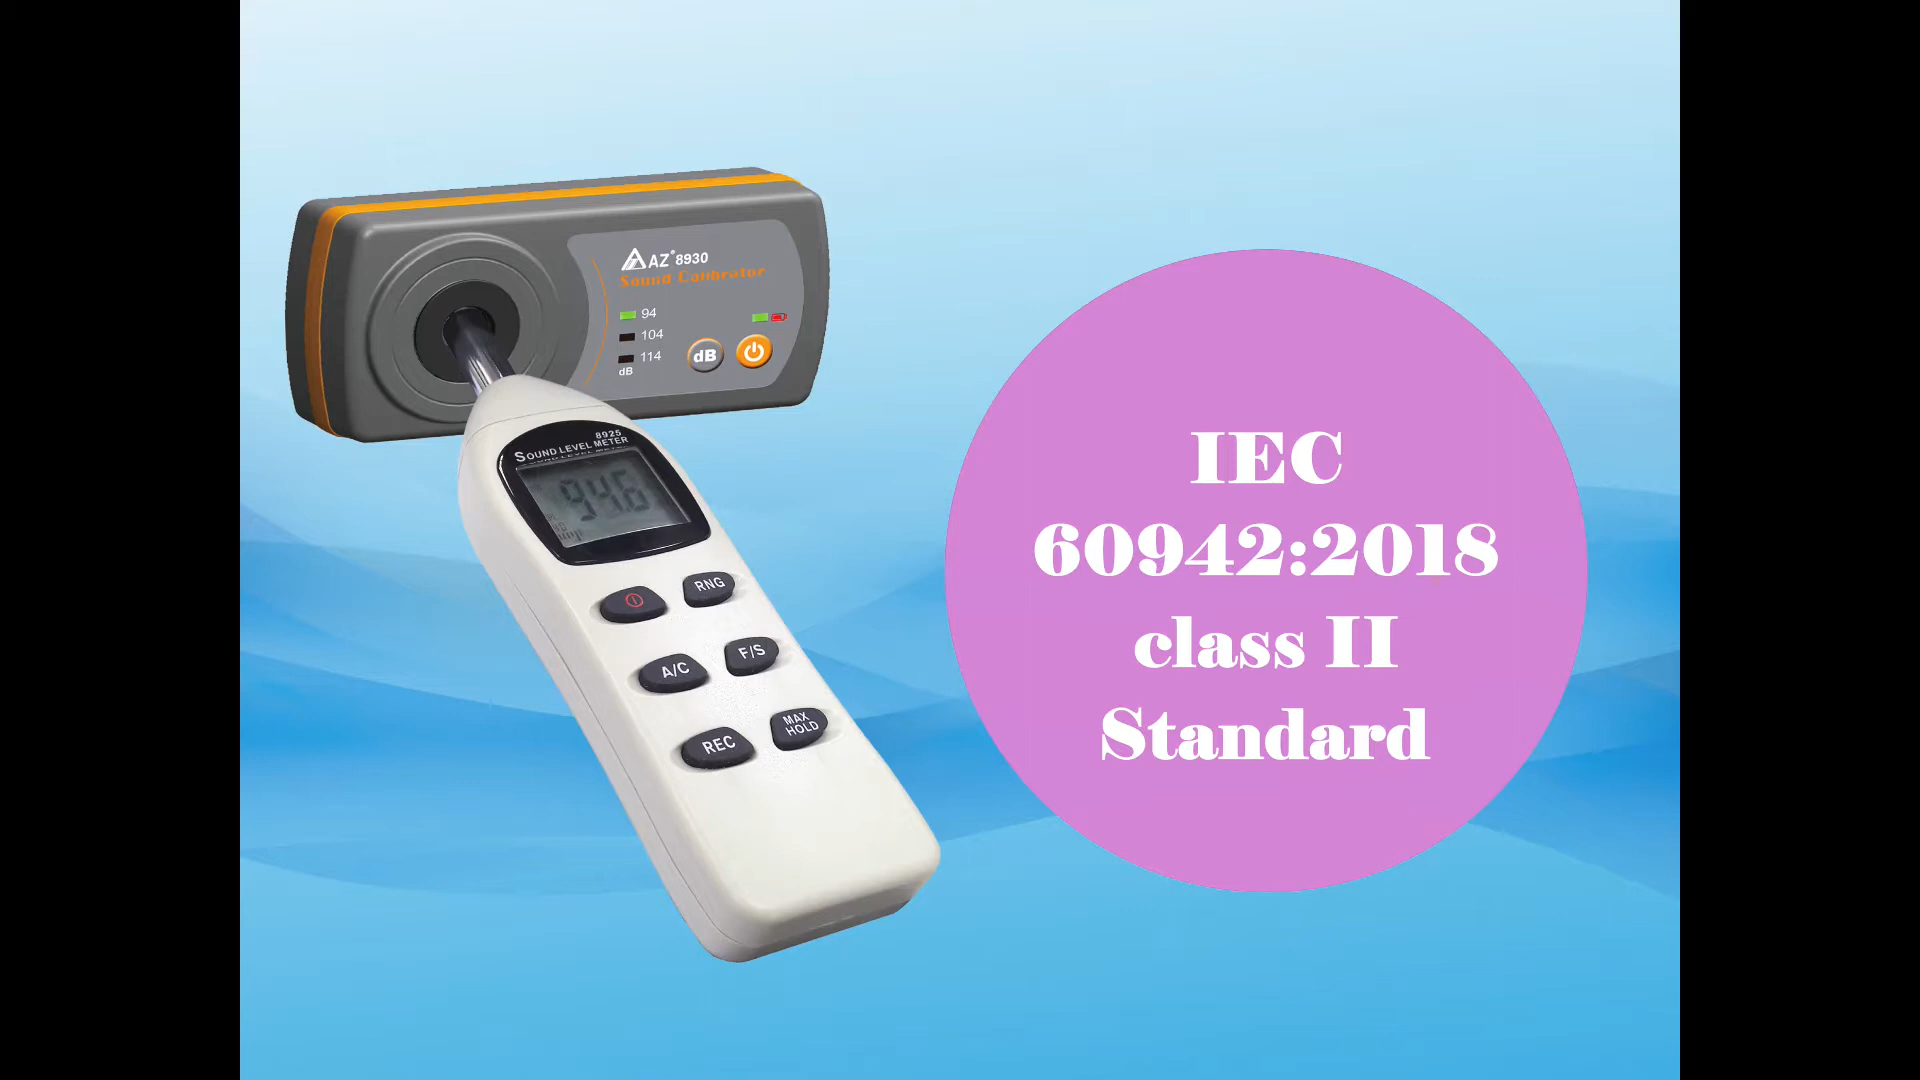 AZ® 8930
Sound Calibrator
94
104
114
dB
dB
8925
SOUND LEVEL METER
94.6
RNG
A/C
F/S
REC
MAX
HOLD
IEC
60942:2018
class II
Standard